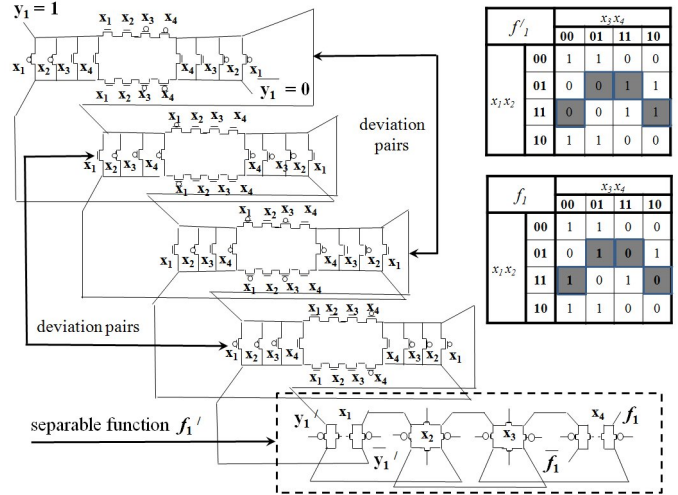 y₁ = 1
x₁ x₂ x₃ x₄
x₁ x₂ x₃ x₄ x₄ x₃ x₂ x₁
x₁ x₂ x₃ x₄
y̅₁ = 0
deviation pairs
x₁ x₂ x₃ x₄
x₁ x₂ x₃ x₄ x₄ x₃ x₂ x₁
x₁ x₂ x₃ x₄
x₁ x₂ x₃ x₄
x₁ x₂ x₃ x₄ x₄ x₃ x₂ x₁
x₁ x₂ x₃ x₄
deviation pairs
x₁ x₂ x₃ x₄
x₁ x₂ x₃ x₄ x₄ x₃ x₂ x₁
x₁ x₂ x₃ x₄
separable function f₁′
y₁′ x₁ x₂ x₃ x₄ f₁
y̅₁′ f̅₁
f′₁ x₃x₄
00 01 11 10
x₁x₂
00 1 1 0 0
01 0 0 1 1
11 0 0 1 1
10 1 1 0 0
f₁ x₃x₄
00 01 11 10
x₁x₂
00 1 1 0 0
01 0 1 0 1
11 1 0 1 0
10 1 1 0 0